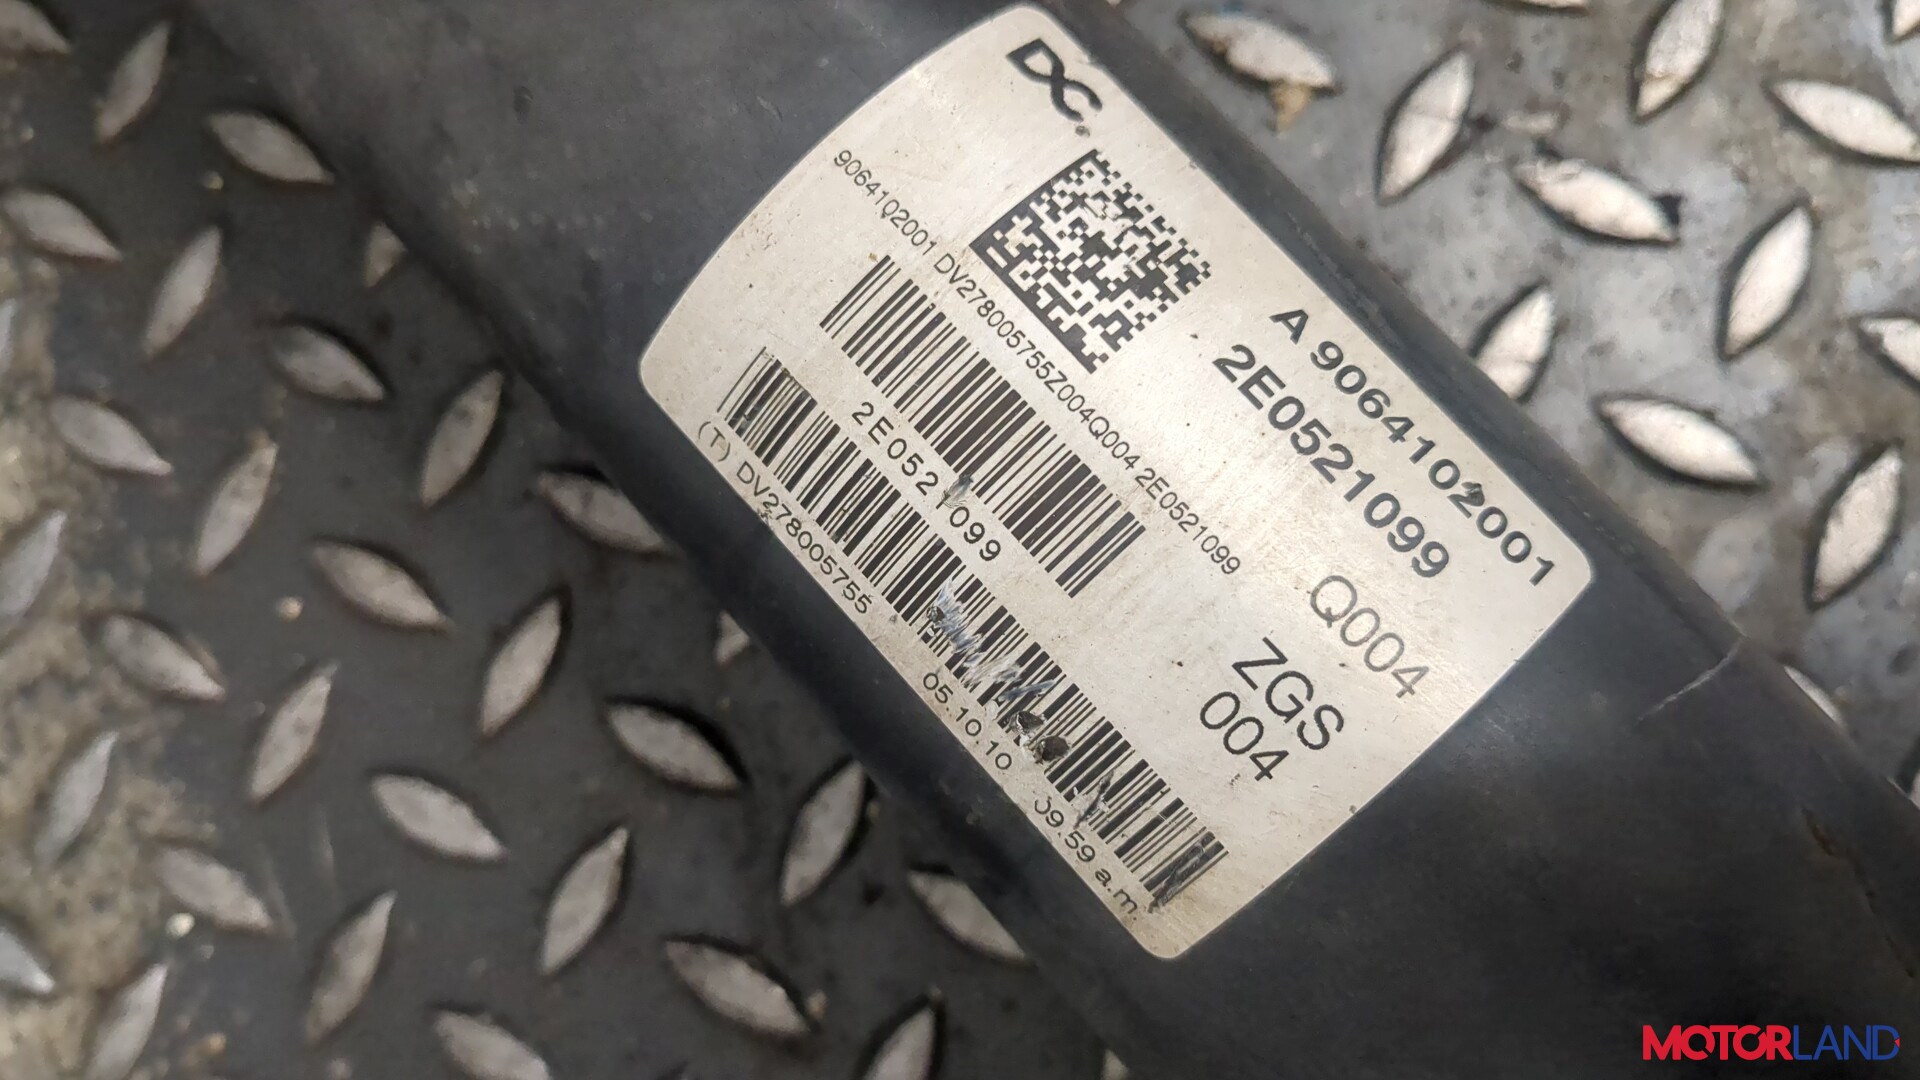 DC
A 9064102001
2E0521099
Q004
ZGS
004
9064102001 DV278005755Z004Q004 2E0521099
2E0521099
(T) DV278005755 05.10.10 09.59 a.m.
MOTORLAND